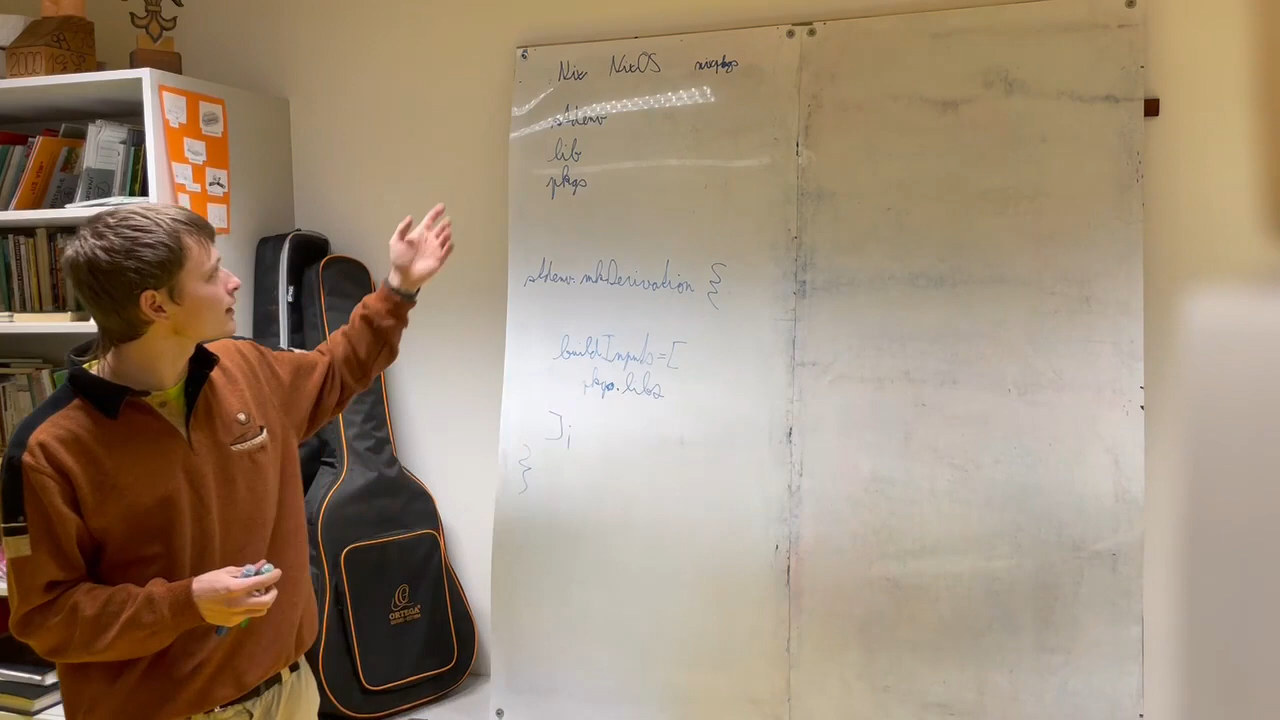 Nix NixOS nixpkgs
stdenv
lib
pkgs
stdenv.mkDerivation {
buildInputs=[
pkgs.libs
];
}
ORTEGA